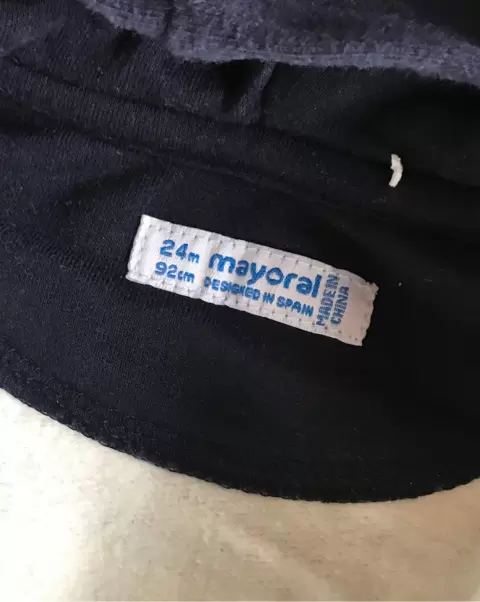 24m mayoral
92cm DESIGNED IN SPAIN
MADE IN
CHINA